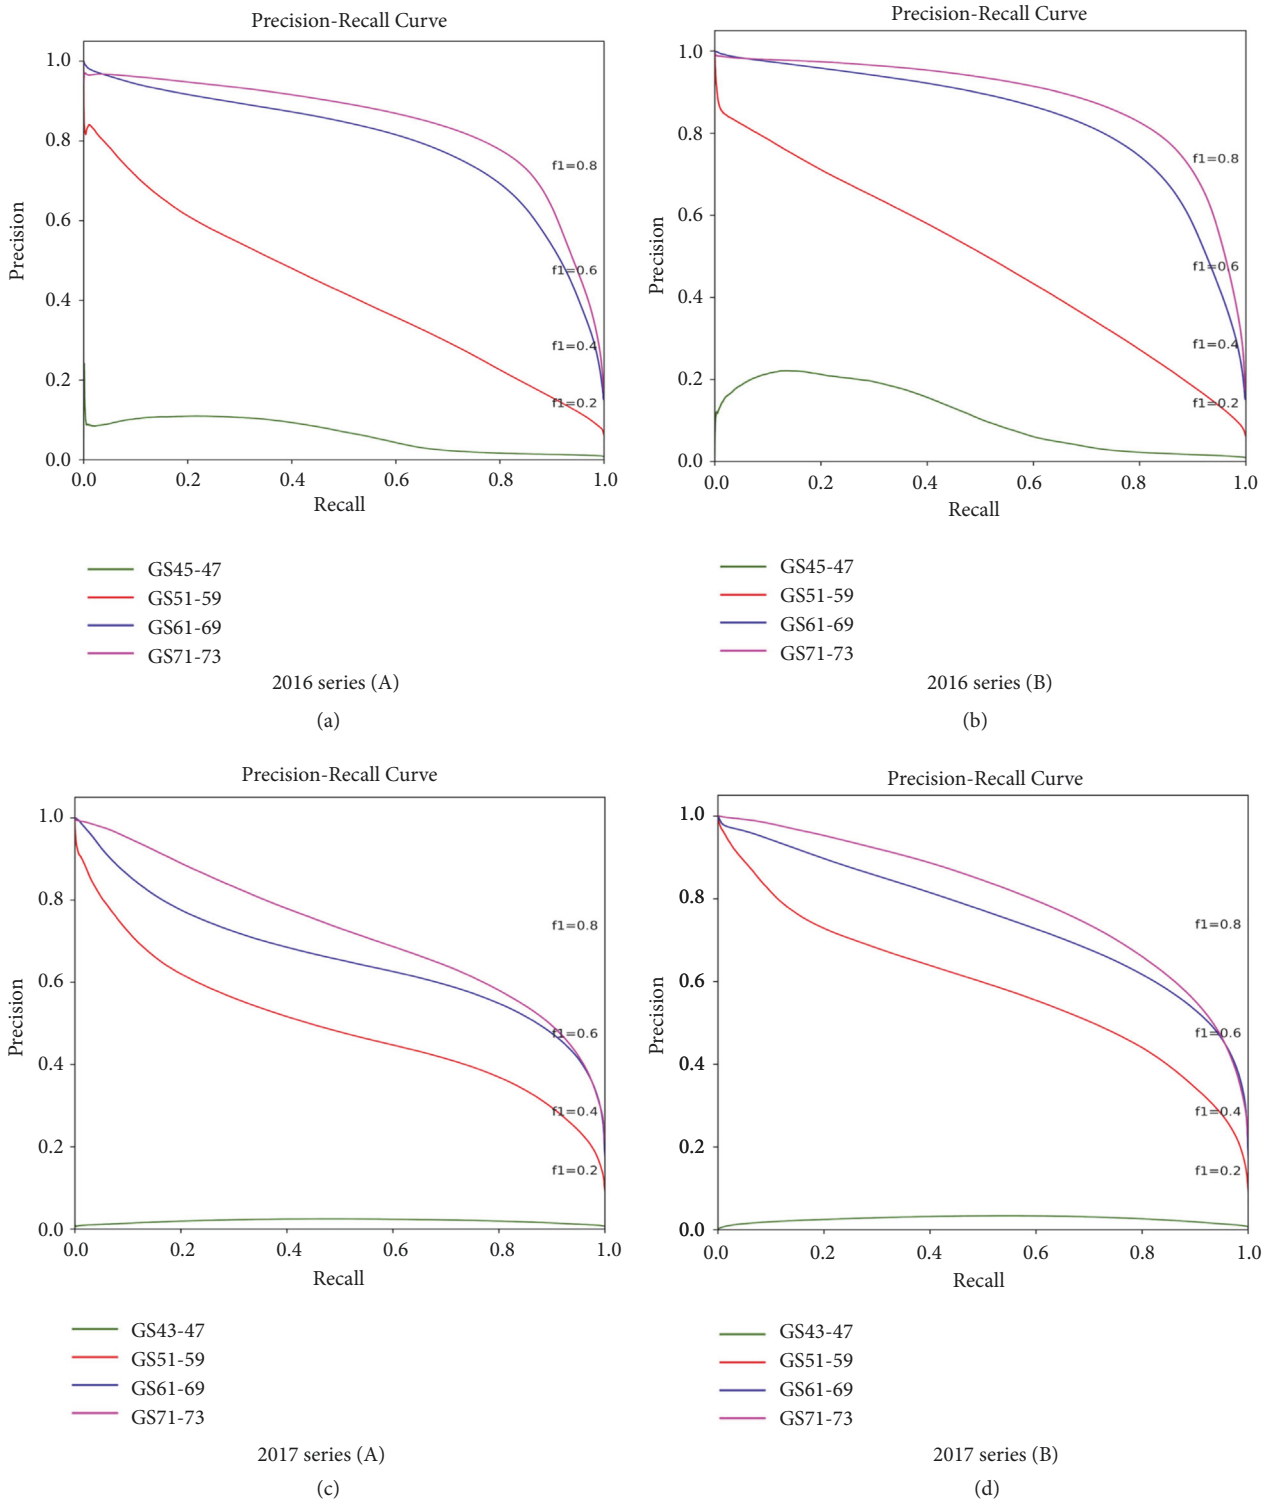 Precision-Recall Curve
1.0
0.8
0.6
0.4
0.2
0.0
Precision
f1=0.8
f1=0.6
f1=0.4
f1=0.2
0.0 0.2 0.4 0.6 0.8 1.0
Recall
GS45-47
GS51-59
GS61-69
GS71-73
2016 series (A)
(a)
Precision-Recall Curve
1.0
0.8
0.6
0.4
0.2
0.0
Precision
f1=0.8
f1=0.6
f1=0.4
f1=0.2
0.0 0.2 0.4 0.6 0.8 1.0
Recall
GS45-47
GS51-59
GS61-69
GS71-73
2016 series (B)
(b)
Precision-Recall Curve
1.0
0.8
0.6
0.4
0.2
0.0
Precision
f1=0.8
f1=0.6
f1=0.4
f1=0.2
0.0 0.2 0.4 0.6 0.8 1.0
Recall
GS43-47
GS51-59
GS61-69
GS71-73
2017 series (A)
(c)
Precision-Recall Curve
1.0
0.8
0.6
0.4
0.2
0.0
Precision
f1=0.8
f1=0.6
f1=0.4
f1=0.2
0.0 0.2 0.4 0.6 0.8 1.0
Recall
GS43-47
GS51-59
GS61-69
GS71-73
2017 series (B)
(d)